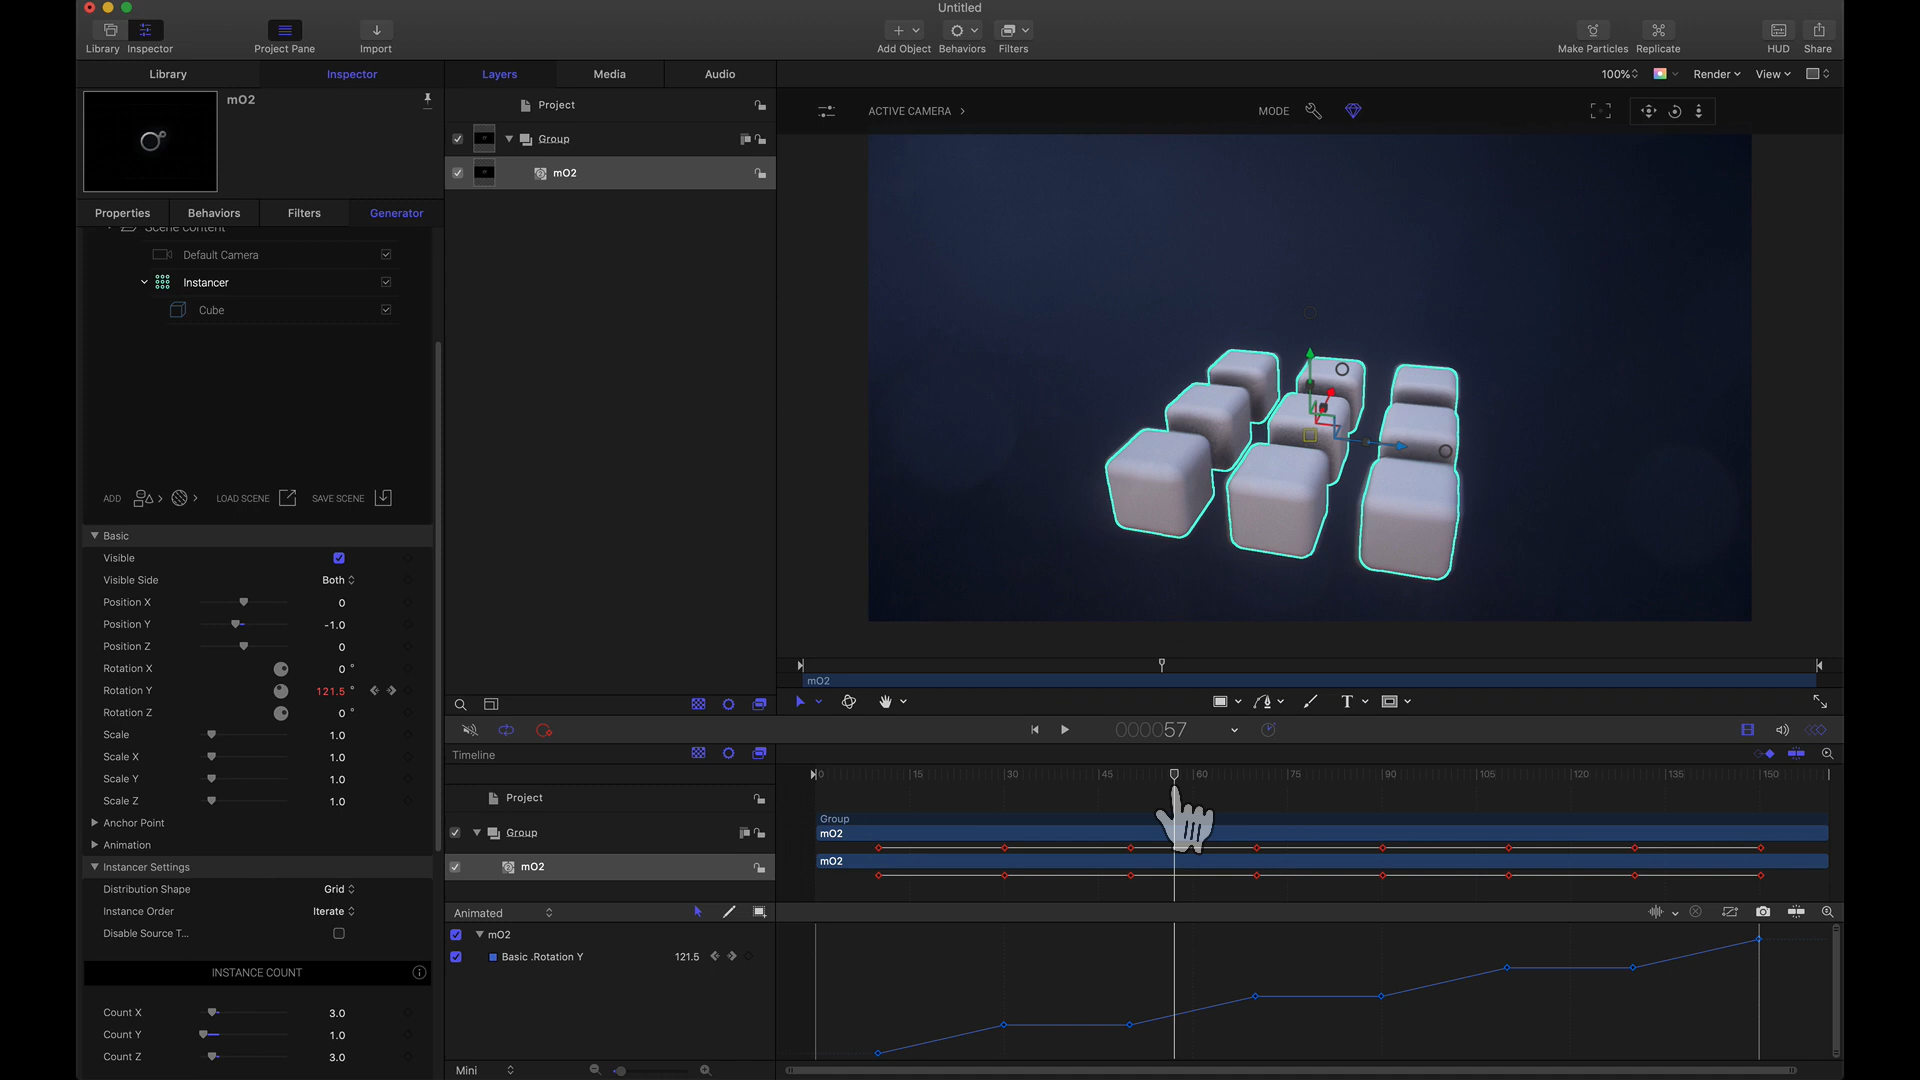 Untitled
Library
Inspector
Project Pane
Import
Add Object
Behaviors
Filters
Make Particles
Replicate
HUD
Share
Library
Inspector
Layers
Media
Audio
100%
Render
View
mO2
Project
Group
mO2
ACTIVE CAMERA
MODE
Properties
Behaviors
Filters
Generator
Scene Content
Default Camera
Instancer
Cube
ADD
LOAD SCENE
SAVE SCENE
Basic
Visible
Visible Side Both
Position X 0
Position Y -1.0
Position Z 0
Rotation X 0 °
Rotation Y 121.5 °
Rotation Z 0 °
Scale 1.0
Scale X 1.0
Scale Y 1.0
Scale Z 1.0
Anchor Point
Animation
Instancer Settings
Distribution Shape Grid
Instance Order Iterate
Disable Source T...
INSTANCE COUNT
Count X 3.0
Count Y 1.0
Count Z 3.0
mO2
T
00000057
Timeline
0 15 30 45 60 75 90 105 120 135 150
Project
Group
mO2
Group
mO2
mO2
Animated
mO2
Basic .Rotation Y 121.5
Mini